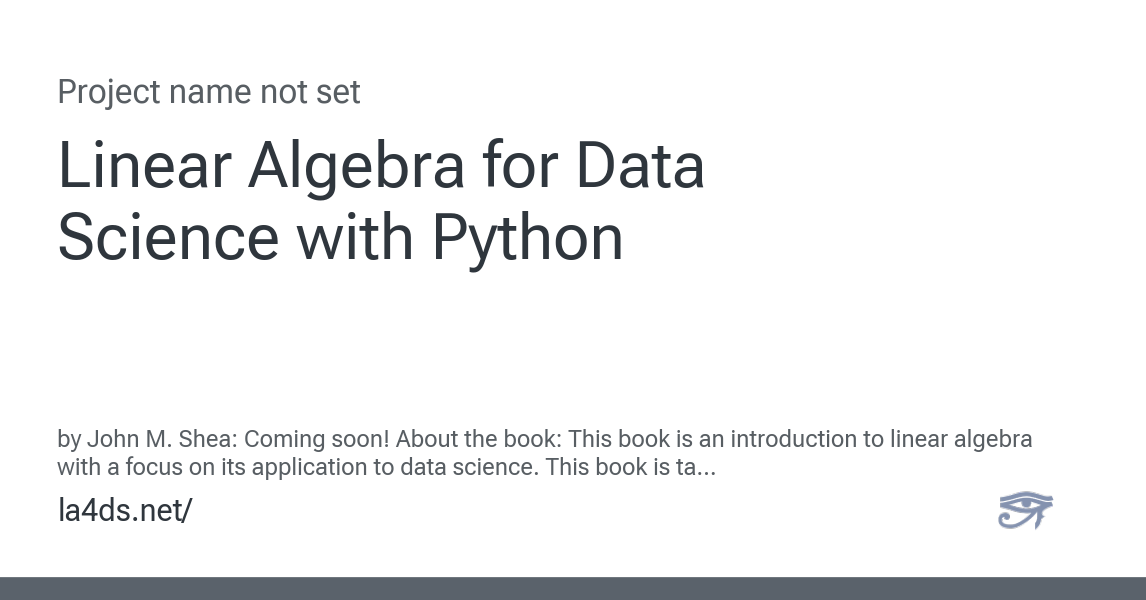 Project name not set
Linear Algebra for Data
Science with Python
by John M. Shea: Coming soon! About the book: This book is an introduction to linear algebra
with a focus on its application to data science. This book is ta...
la4ds.net/